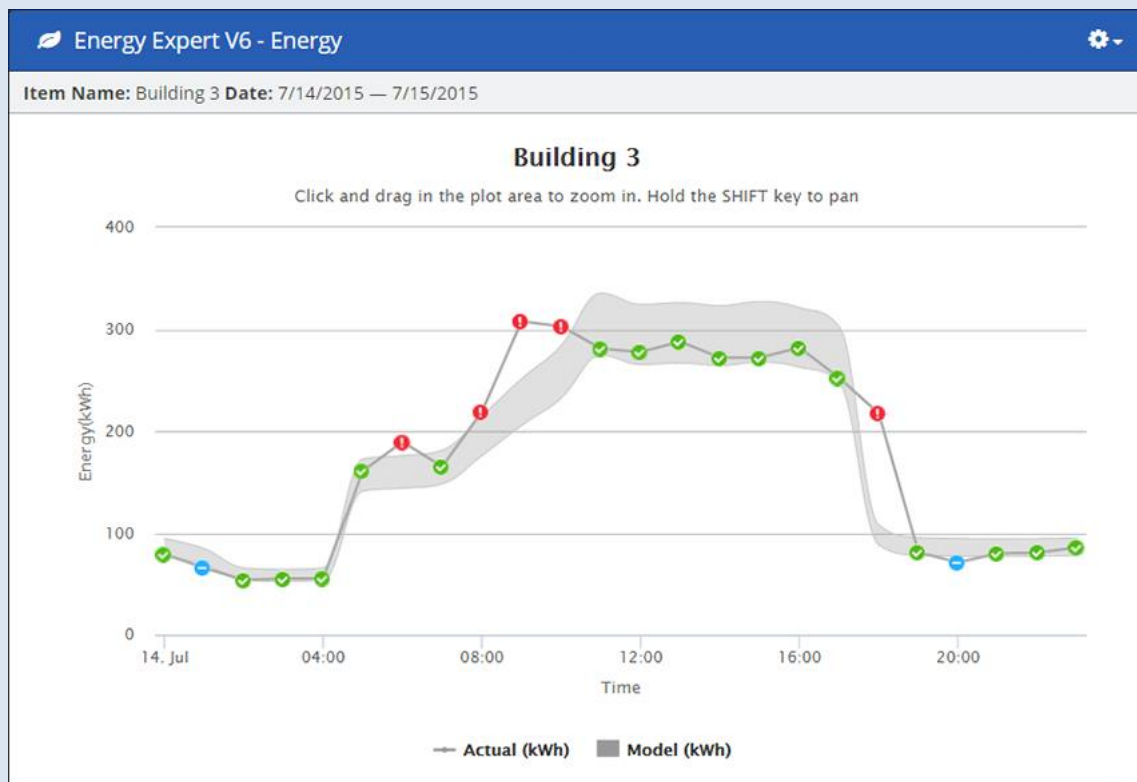 Energy Expert V6 - Energy
Item Name: Building 3 Date: 7/14/2015 — 7/15/2015
Building 3
Click and drag in the plot area to zoom in. Hold the SHIFT key to pan
400
300
200
100
0
Energy(kWh)
14. Jul 04:00 08:00 12:00 16:00 20:00
Time
Actual (kWh) Model (kWh)